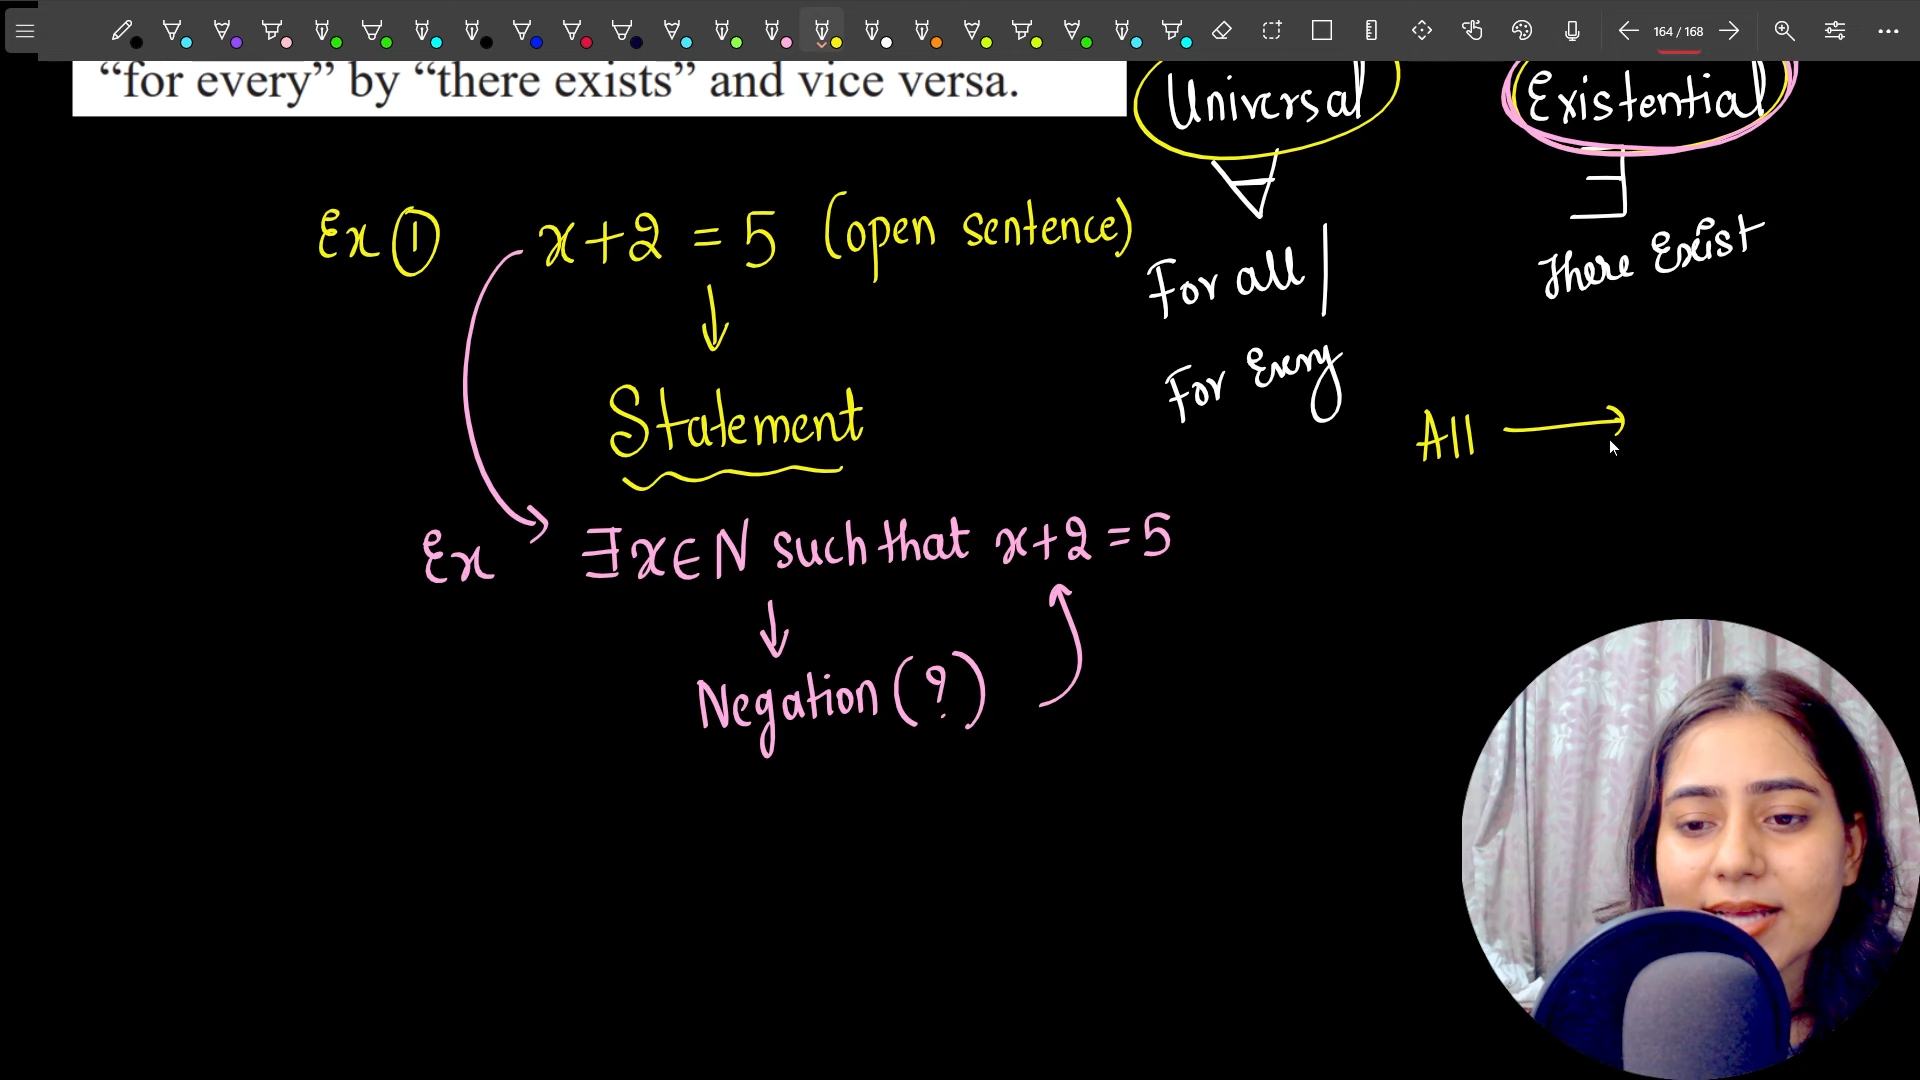 164 / 168
“for every” by “there exists” and vice versa.
Universal
Existential
∀
∃
Ex ① x+2 = 5 (open sentence)
For all |
There Exist
↓
For Every
Statement
All →
Ex ∃x∈N such that x+2 = 5
↓
Negation (?)